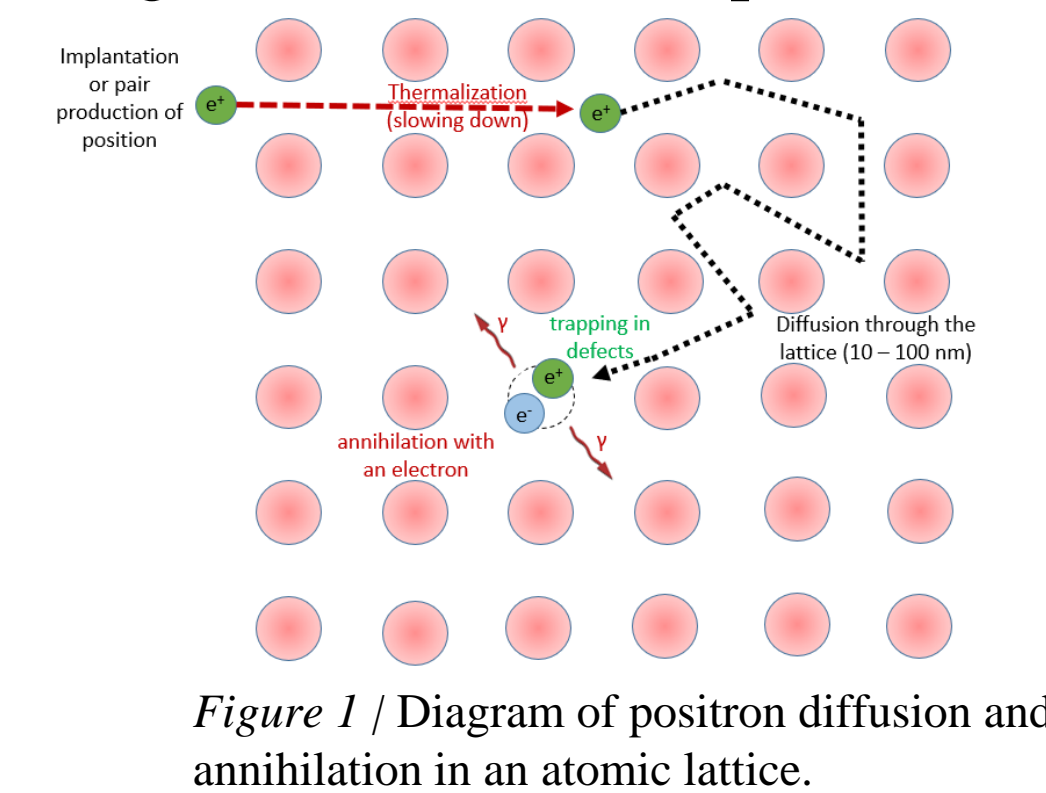 Implantation
or pair
production of
position
e⁺
Thermalization
(slowing down)
e⁺
γ
trapping in
defects
Diffusion through the
lattice (10 – 100 nm)
e⁺
e⁻
γ
annihilation with
an electron
Figure 1 / Diagram of positron diffusion and
annihilation in an atomic lattice.